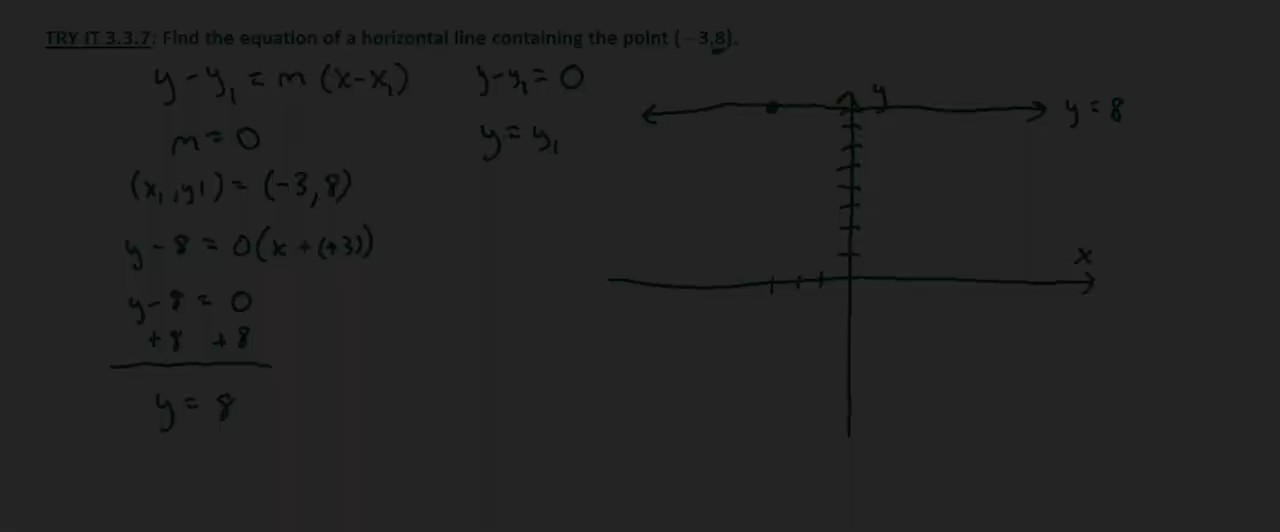 TRY IT 3.3.7: Find the equation of a horizontal line containing the point (−3,8).
y - y₁ = m (x-x₁)
m = 0
(x₁, y1) = (-3, 8)
y - 8 = 0(x + (+3))
y - 8 = 0
+8 +8
y = 8
y-y₁ = 0
y = y₁
y
y = 8
x